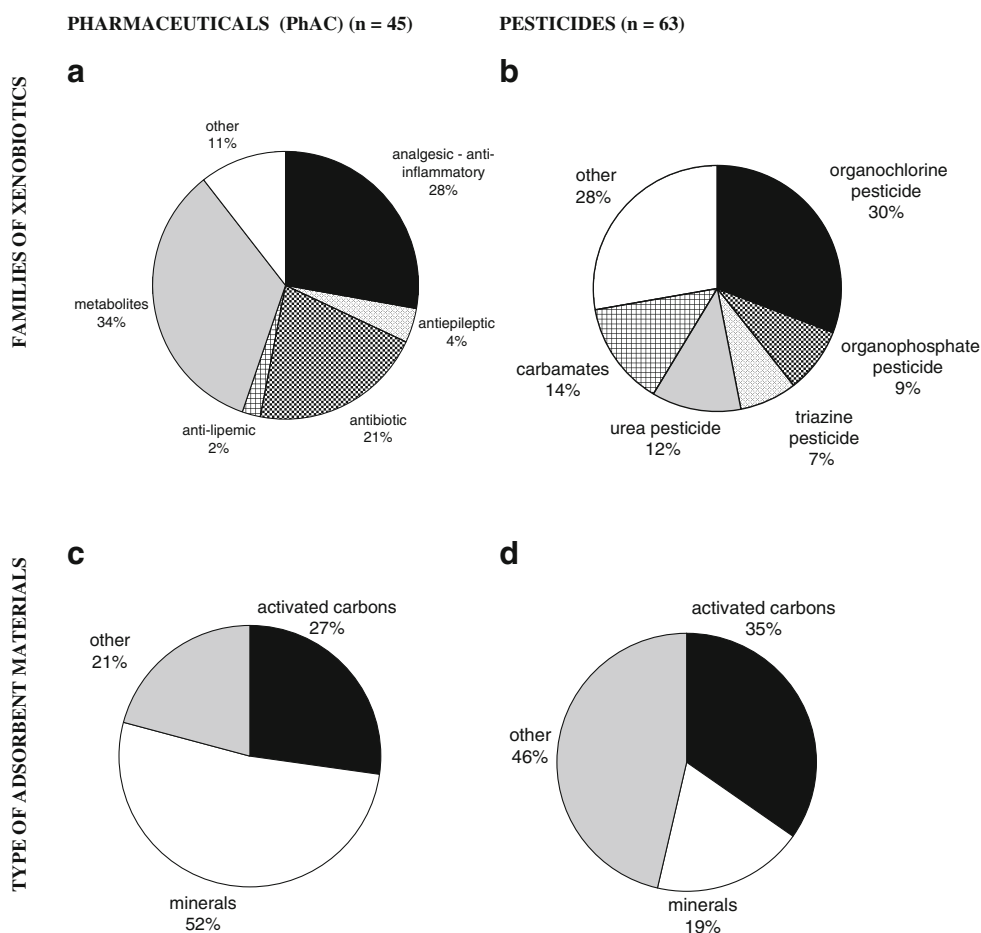 PHARMACEUTICALS (PhAC) (n = 45)
PESTICIDES (n = 63)
FAMILIES OF XENOBIOTICS
a
other
11%
analgesic - anti-
inflammatory
28%
metabolites
34%
antiepileptic
4%
anti-lipemic
2%
antibiotic
21%
b
other
28%
organochlorine
pesticide
30%
organophosphate
pesticide
9%
carbamates
14%
urea pesticide
12%
triazine
pesticide
7%
TYPE OF ADSORBENT MATERIALS
c
activated carbons
27%
other
21%
minerals
52%
d
activated carbons
35%
other
46%
minerals
19%